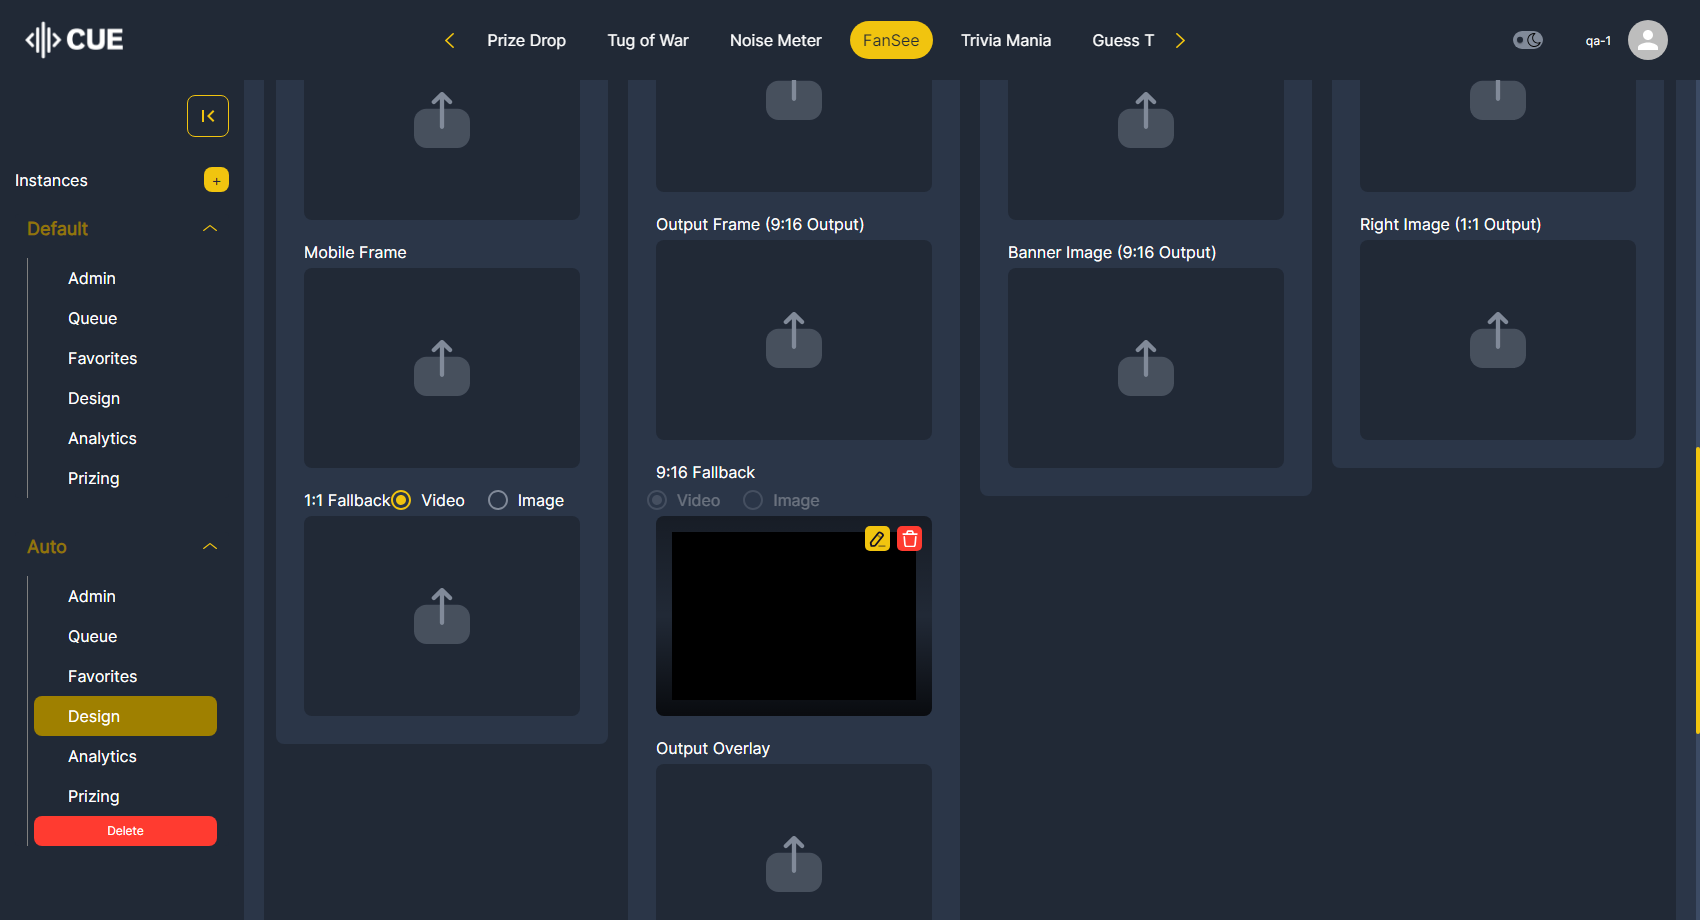 CUE
Prize Drop
Tug of War
Noise Meter
FanSee
Trivia Mania
Guess T
qa-1
Instances
+
Default
Admin
Queue
Favorites
Design
Analytics
Prizing
Auto
Admin
Queue
Favorites
Design
Analytics
Prizing
Delete
Mobile Frame
1:1 Fallback Video Image
Output Frame (9:16 Output)
9:16 Fallback
Video Image
Output Overlay
Banner Image (9:16 Output)
Right Image (1:1 Output)